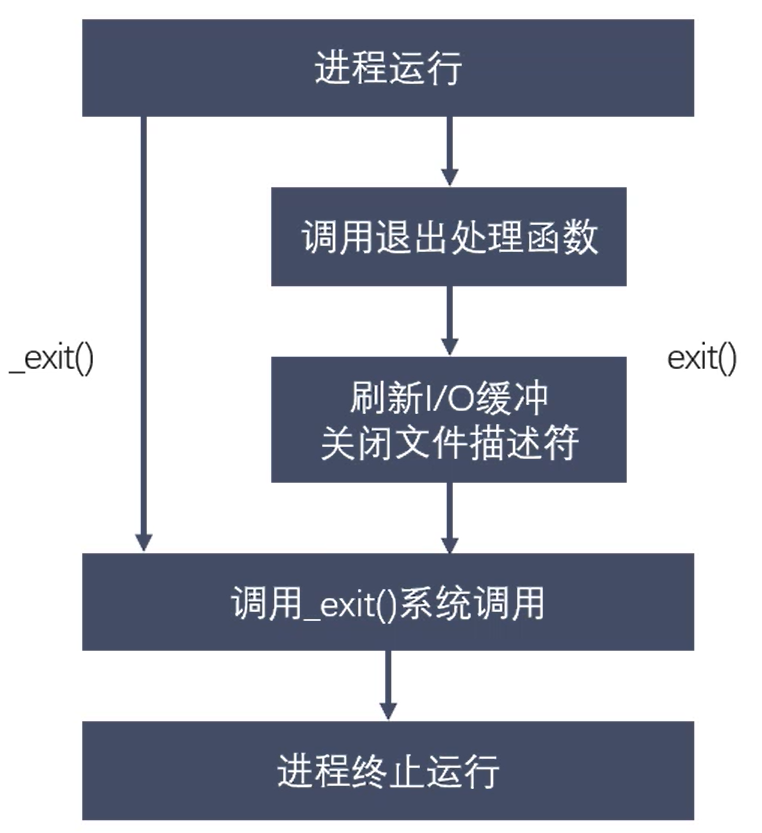 进程运行
调用退出处理函数
_exit()
exit()
刷新I/O缓冲
关闭文件描述符
调用_exit()系统调用
进程终止运行